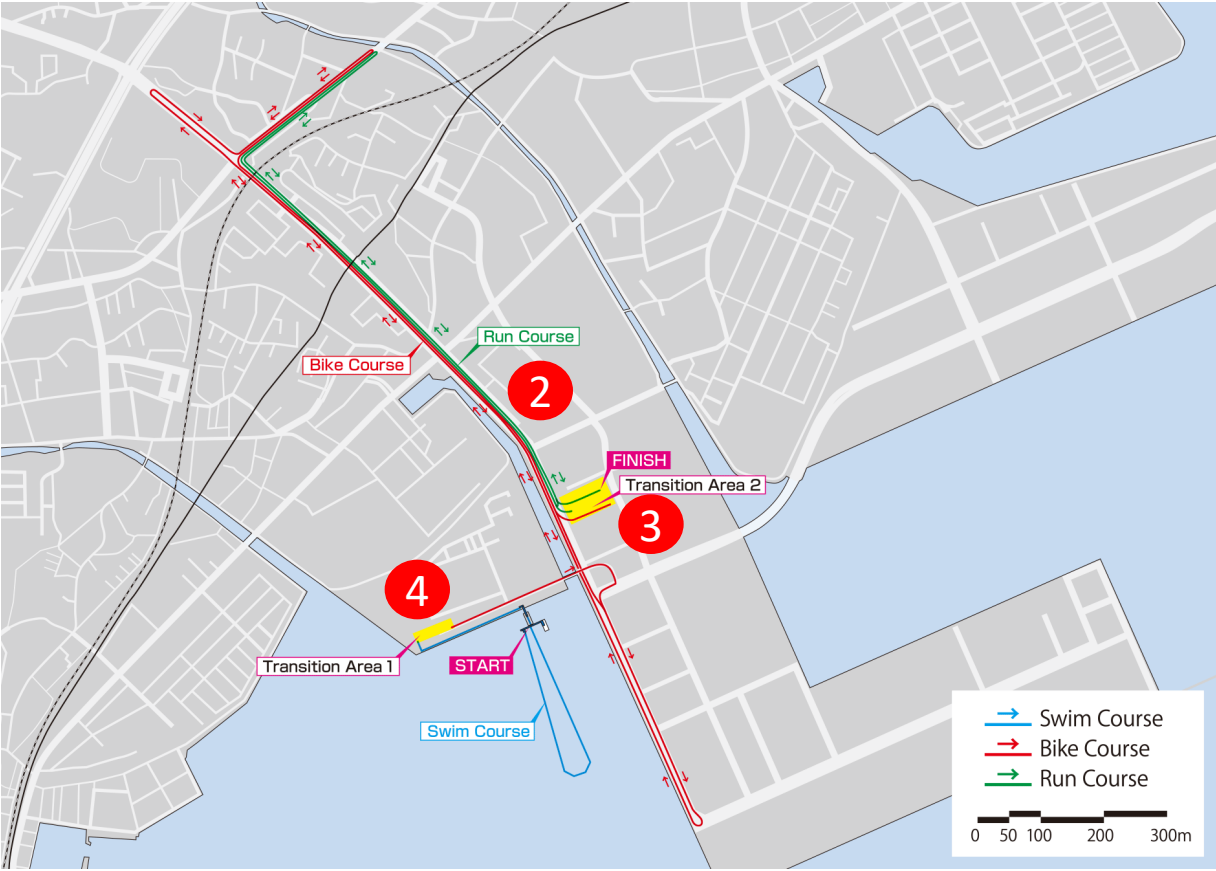 Run Course
Bike Course
2
FINISH
Transition Area 2
3
4
Transition Area 1
START
Swim Course
Swim Course
Bike Course
Run Course
0 50 100 200 300m